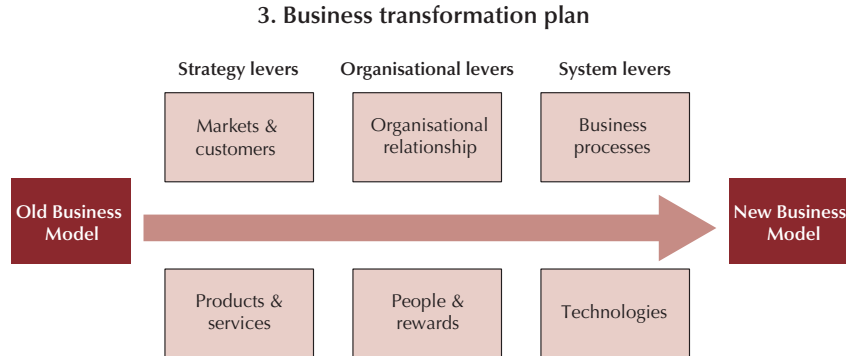 3. Business transformation plan
Strategy levers
Organisational levers
System levers
Markets &
customers
Organisational
relationship
Business
processes
Old Business
Model
New Business
Model
Products &
services
People &
rewards
Technologies